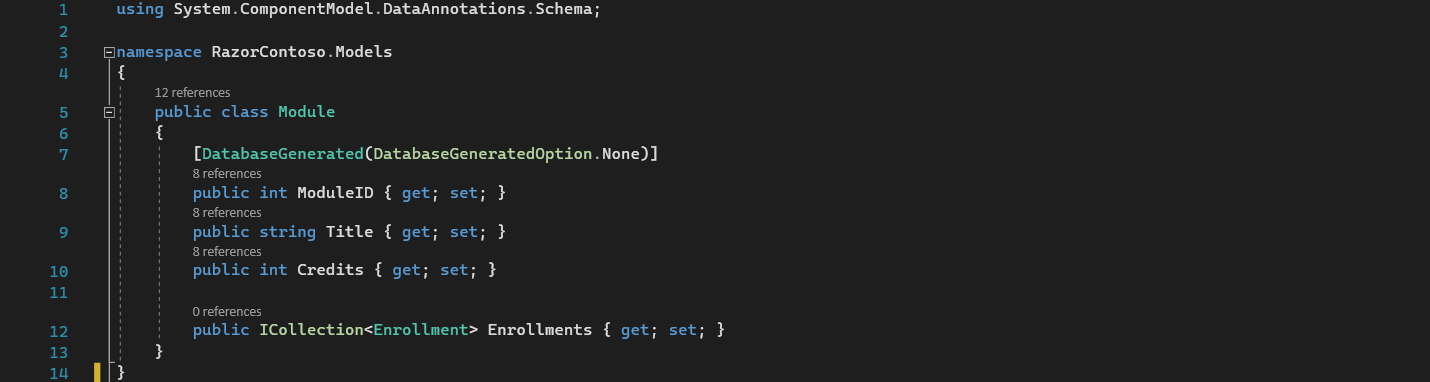 1 using System.ComponentModel.DataAnnotations.Schema;
2
3 namespace RazorContoso.Models
4 {
12 references
5 public class Module
6 {
7 [DatabaseGenerated(DatabaseGeneratedOption.None)]
8 references
8 public int ModuleID { get; set; }
8 references
9 public string Title { get; set; }
8 references
10 public int Credits { get; set; }
11
0 references
12 public ICollection<Enrollment> Enrollments { get; set; }
13 }
14 }